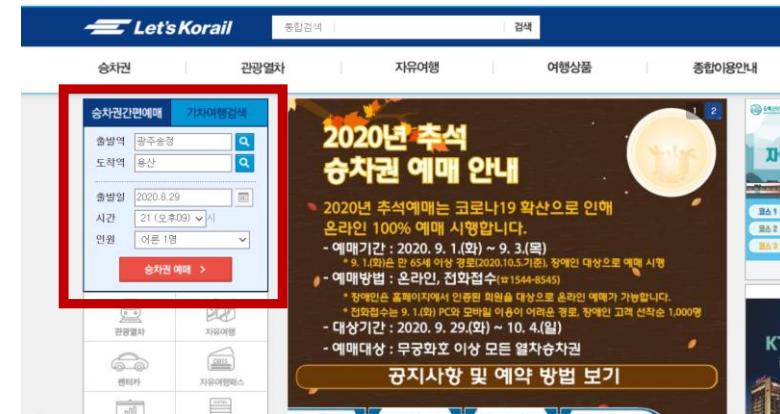 Let's Korail
통합검색
검색
승차권
관광열차
자유여행
여행상품
종합이용안내
승차권간편예매
기차여행검색
출발역 광주송정
도착역 용산
출발일 2020.8.29
시간 21 (오후09) 시
인원 어른 1명
승차권 예매 >
관광열차
자유여행
렌터카
자유여행패스
1 2
2020년 추석
승차권 예매 안내
2020년 추석예매는 코로나19 확산으로 인해
온라인 100% 예매 시행합니다.
- 예매기간 : 2020. 9. 1.(화) ~ 9. 3.(목)
* 9. 1.(화)은 만 65세 이상 경로(2020.10.5.기준), 장애인 대상으로 예매 시행
- 예매방법 : 온라인, 전화접수(☎1544-8545)
* 장애인은 홈페이지에서 인증된 회원을 대상으로 온라인 예매가 가능합니다.
* 전화접수는 9. 1.(화) PC와 모바일 이용이 어려운 경로, 장애인 고객 선착순 1,000명
- 대상기간 : 2020. 9. 29.(화) ~ 10. 4.(일)
- 예매대상 : 무궁화호 이상 모든 열차승차권
공지사항 및 예약 방법 보기
코스 1
코스 2
코스 3